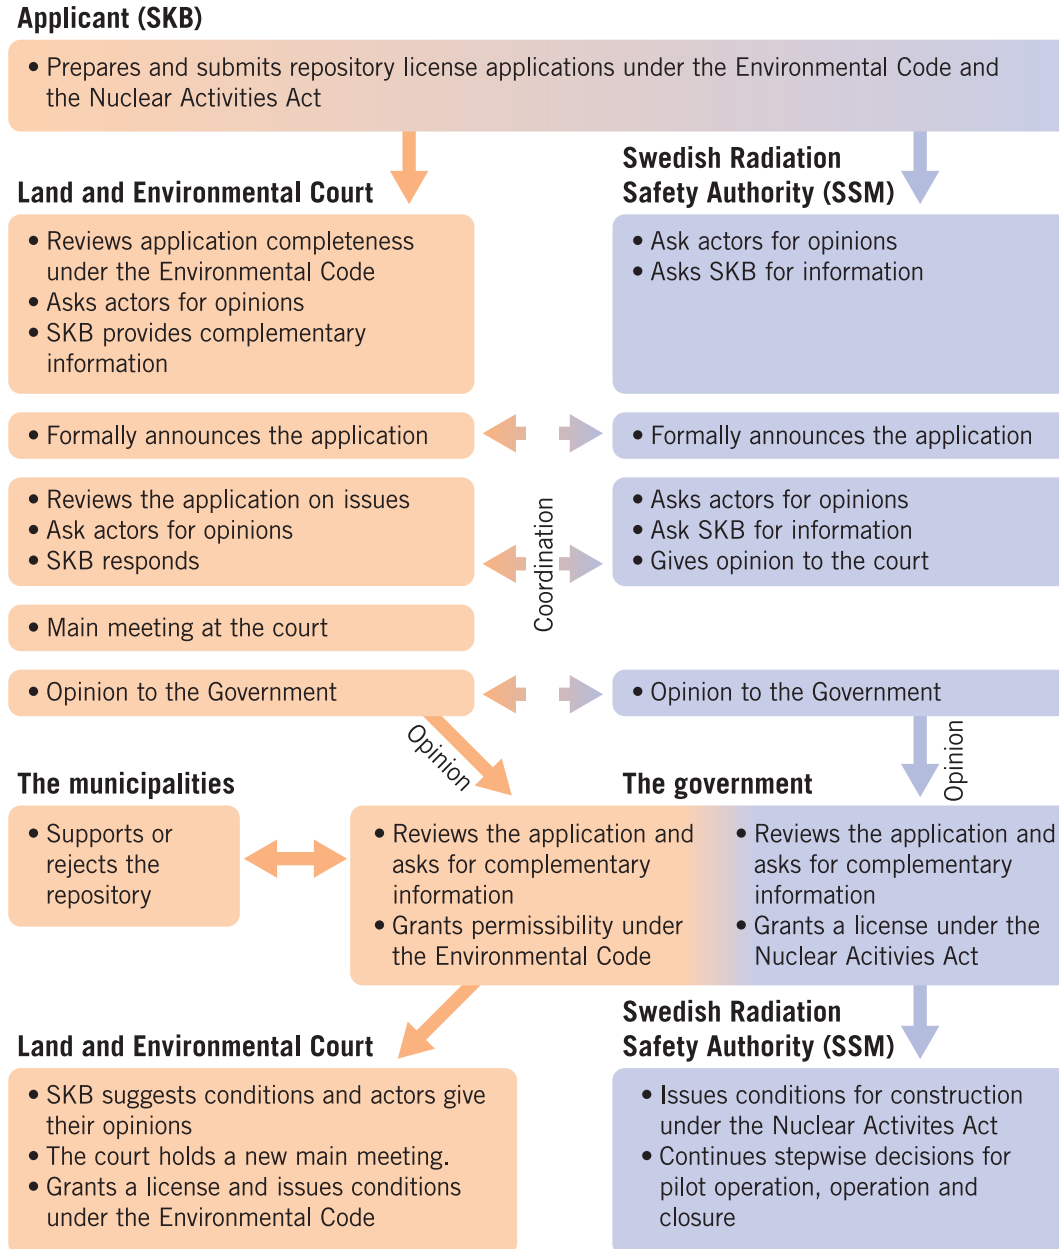 Applicant (SKB)
• Prepares and submits repository license applications under the Environmental Code and
the Nuclear Activities Act
Land and Environmental Court
• Reviews application completeness
under the Environmental Code
• Asks actors for opinions
• SKB provides complementary
information
Swedish Radiation
Safety Authority (SSM)
• Ask actors for opinions
• Asks SKB for information
• Formally announces the application
• Formally announces the application
• Reviews the application on issues
• Ask actors for opinions
• SKB responds
Coordination
• Asks actors for opinions
• Ask SKB for information
• Gives opinion to the court
• Main meeting at the court
• Opinion to the Government
• Opinion to the Government
Opinion
Opinion
The municipalities
• Supports or
rejects the
repository
The government
• Reviews the application and
asks for complementary
information
• Grants permissibility under
the Environmental Code
• Reviews the application and
asks for complementary
information
• Grants a license under the
Nuclear Acitivies Act
Land and Environmental Court
• SKB suggests conditions and actors give
their opinions
• The court holds a new main meeting.
• Grants a license and issues conditions
under the Environmental Code
Swedish Radiation
Safety Authority (SSM)
• Issues conditions for construction
under the Nuclear Activites Act
• Continues stepwise decisions for
pilot operation, operation and
closure